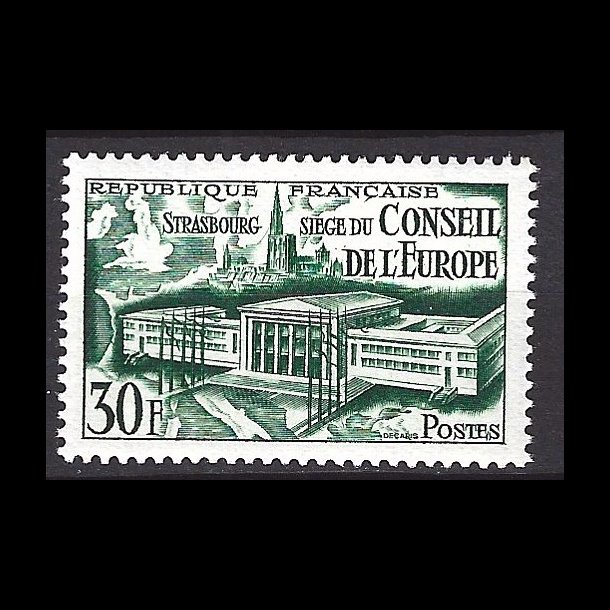 REPUBLIQUE FRANÇAISE
STRASBOURG - SIEGE DU CONSEIL
DE L'EUROPE
30F
DECARIS POSTES